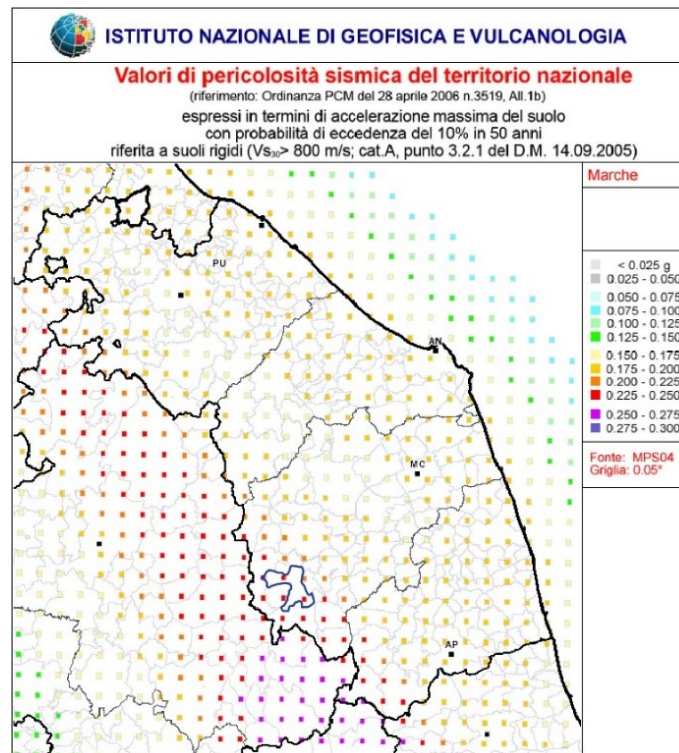 ISTITUTO NAZIONALE DI GEOFISICA E VULCANOLOGIA
Valori di pericolosità sismica del territorio nazionale
(riferimento: Ordinanza PCM del 28 aprile 2006 n.3519, All.1b)
espressi in termini di accelerazione massima del suolo
con probabilità di eccedenza del 10% in 50 anni
riferita a suoli rigidi (Vs₃₀> 800 m/s; cat.A, punto 3.2.1 del D.M. 14.09.2005)
Marche
PU
AN
MC
AP
< 0.025 g
0.025 - 0.050
0.050 - 0.075
0.075 - 0.100
0.100 - 0.125
0.125 - 0.150
0.150 - 0.175
0.175 - 0.200
0.200 - 0.225
0.225 - 0.250
0.250 - 0.275
0.275 - 0.300
Fonte: MPS04
Griglia: 0.05°